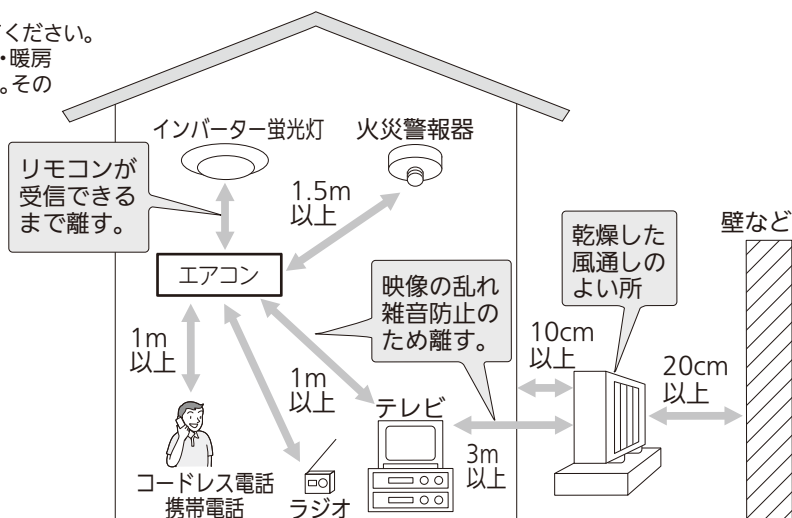 ください。
・暖房
。その
インバーター蛍光灯
火災警報器
リモコンが
受信できる
まで離す。
1.5m
以上
エアコン
映像の乱れ
雑音防止の
ため離す。
乾燥した
風通しの
よい所
壁など
1m
以上
1m
以上
10cm
以上
20cm
以上
テレビ
3m
以上
コードレス電話
携帯電話
ラジオ